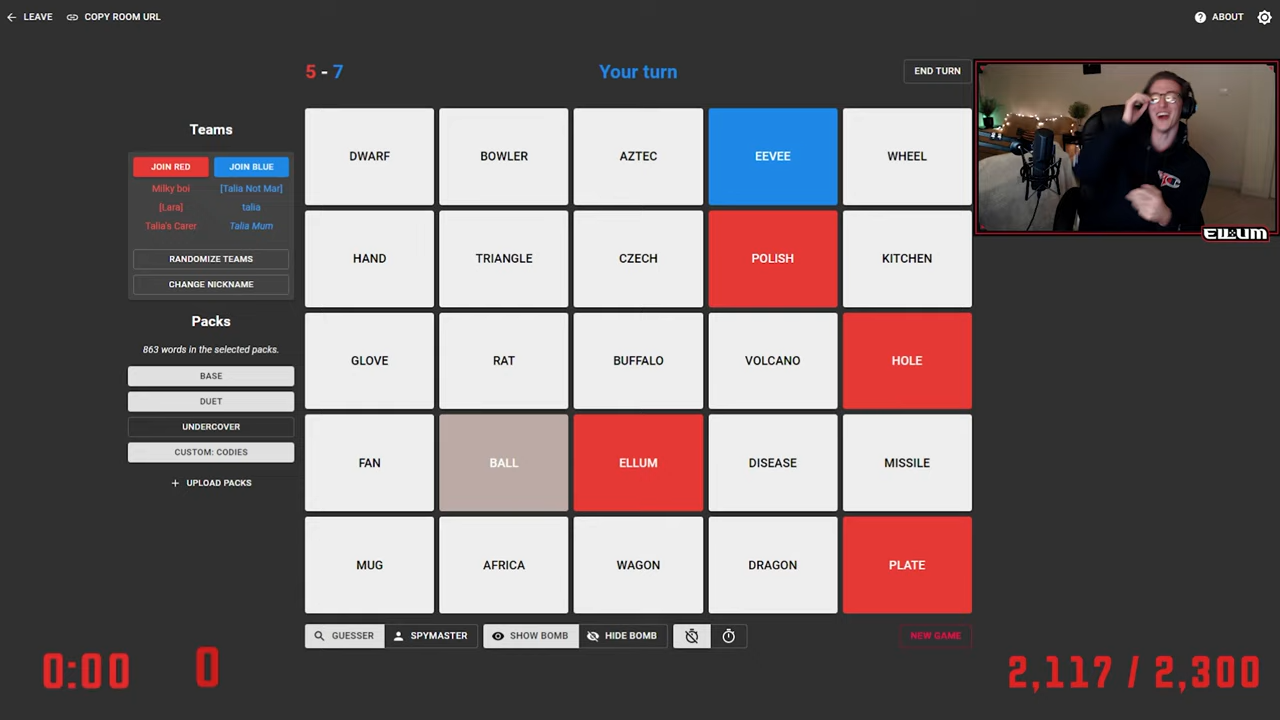 LEAVE
COPY ROOM URL
ABOUT
5 - 7
Your turn
END TURN
Teams
JOIN RED
JOIN BLUE
Milky boi
[Talia Not Mar]
[Lara]
talia
Talia's Carer
Talia Mum
RANDOMIZE TEAMS
CHANGE NICKNAME
Packs
863 words in the selected packs.
BASE
DUET
UNDERCOVER
CUSTOM: CODIES
+ UPLOAD PACKS
DWARF BOWLER AZTEC EEVEE WHEEL
HAND TRIANGLE CZECH POLISH KITCHEN
GLOVE RAT BUFFALO VOLCANO HOLE
FAN BALL ELLUM DISEASE MISSILE
MUG AFRICA WAGON DRAGON PLATE
GUESSER SPYMASTER SHOW BOMB HIDE BOMB
NEW GAME
ELLUM
0:00 0
2,117 / 2,300